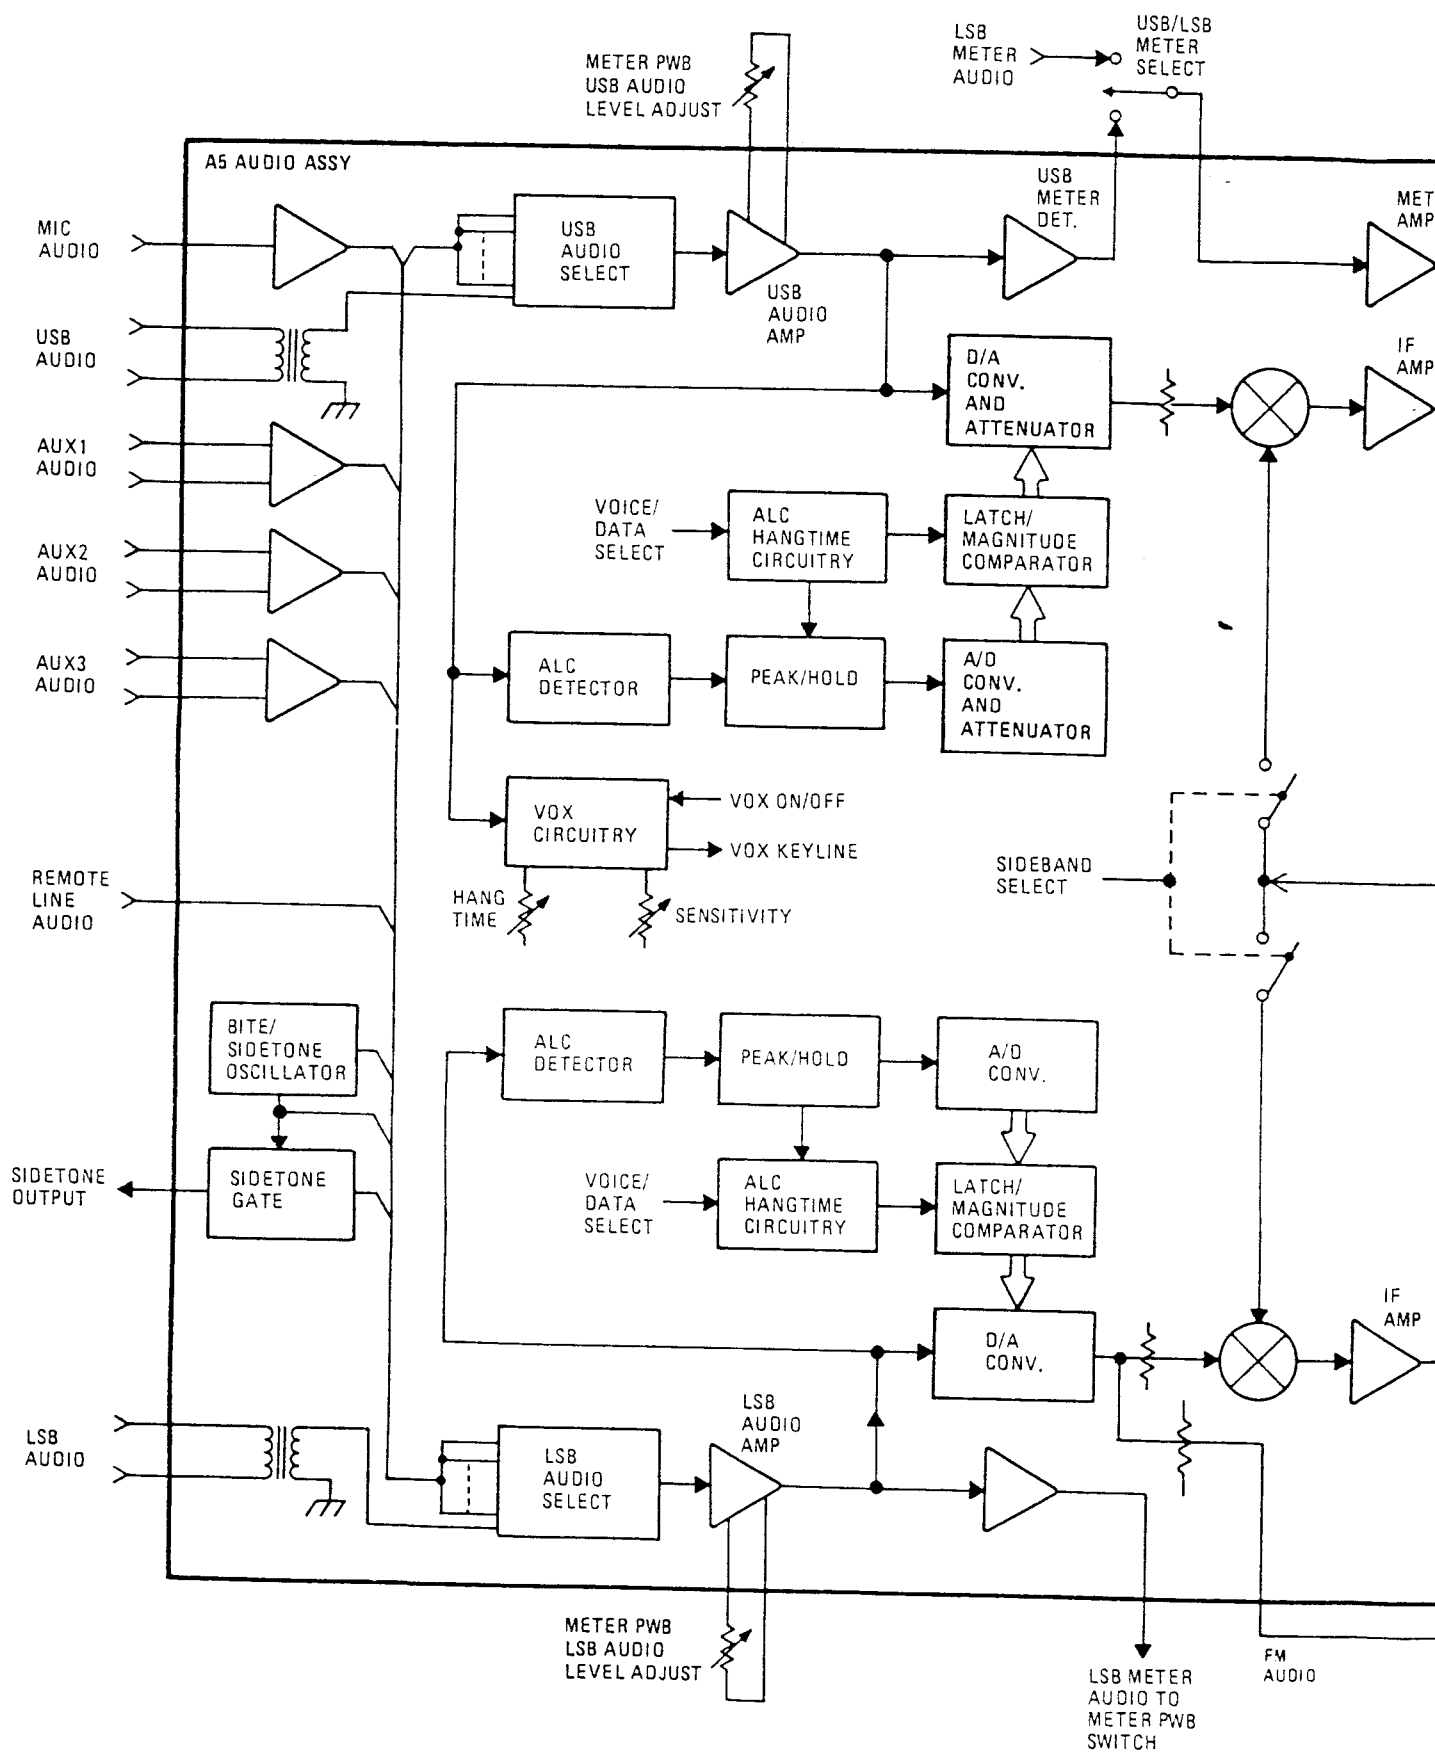 LSB
METER
AUDIO
USB/LSB
METER
SELECT
METER PWB
USB AUDIO
LEVEL ADJUST
A5 AUDIO ASSY
MIC
AUDIO
USB
AUDIO
SELECT
USB
AUDIO
AMP
USB
METER
DET.
MET
AMP
USB
AUDIO
D/A
CONV.
AND
ATTENUATOR
IF
AMP
AUX1
AUDIO
VOICE/
DATA
SELECT
ALC
HANGTIME
CIRCUITRY
LATCH/
MAGNITUDE
COMPARATOR
AUX2
AUDIO
AUX3
AUDIO
ALC
DETECTOR
PEAK/HOLD
A/D
CONV.
AND
ATTENUATOR
VOX
CIRCUITRY
VOX ON/OFF
VOX KEYLINE
HANG
TIME
SENSITIVITY
SIDEBAND
SELECT
REMOTE
LINE
AUDIO
BITE/
SIDETONE
OSCILLATOR
ALC
DETECTOR
PEAK/HOLD
A/D
CONV.
SIDETONE
OUTPUT
SIDETONE
GATE
VOICE/
DATA
SELECT
ALC
HANGTIME
CIRCUITRY
LATCH/
MAGNITUDE
COMPARATOR
D/A
CONV.
IF
AMP
LSB
AUDIO
LSB
AUDIO
SELECT
LSB
AUDIO
AMP
METER PWB
LSB AUDIO
LEVEL ADJUST
LSB METER
AUDIO TO
METER PWB
SWITCH
FM
AUDIO